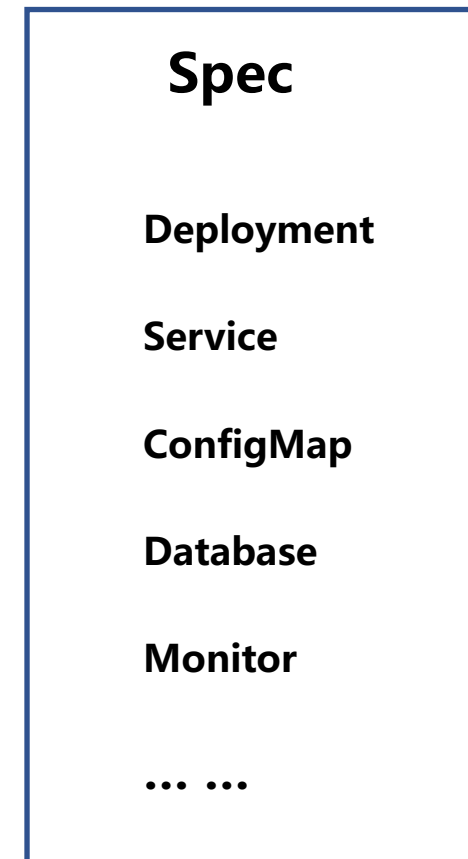 Spec
Deployment
Service
ConfigMap
Database
Monitor
... ...